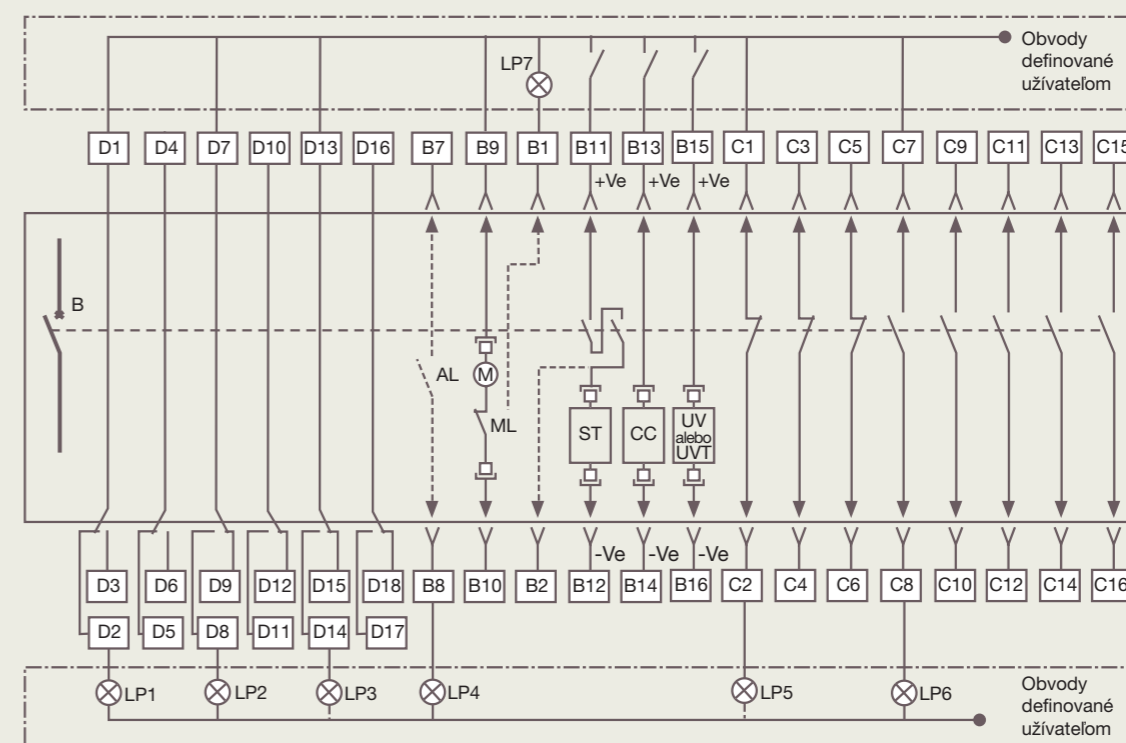 Obvody
definované
užívateľom
LP7
D1 D4 D7 D10 D13 D16 B7 B9 B1 B11 B13 B15 C1 C3 C5 C7 C9 C11 C13 C15
+Ve +Ve +Ve
B
AL M
ML
ST CC UV
alebo
UVT
-Ve -Ve -Ve
D3 D6 D9 D12 D15 D18 B8 B10 B2 B12 B14 B16 C2 C4 C6 C8 C10 C12 C14 C16
D2 D5 D8 D11 D14 D17
LP1 LP2 LP3 LP4 LP5 LP6
Obvody
definované
užívateľom